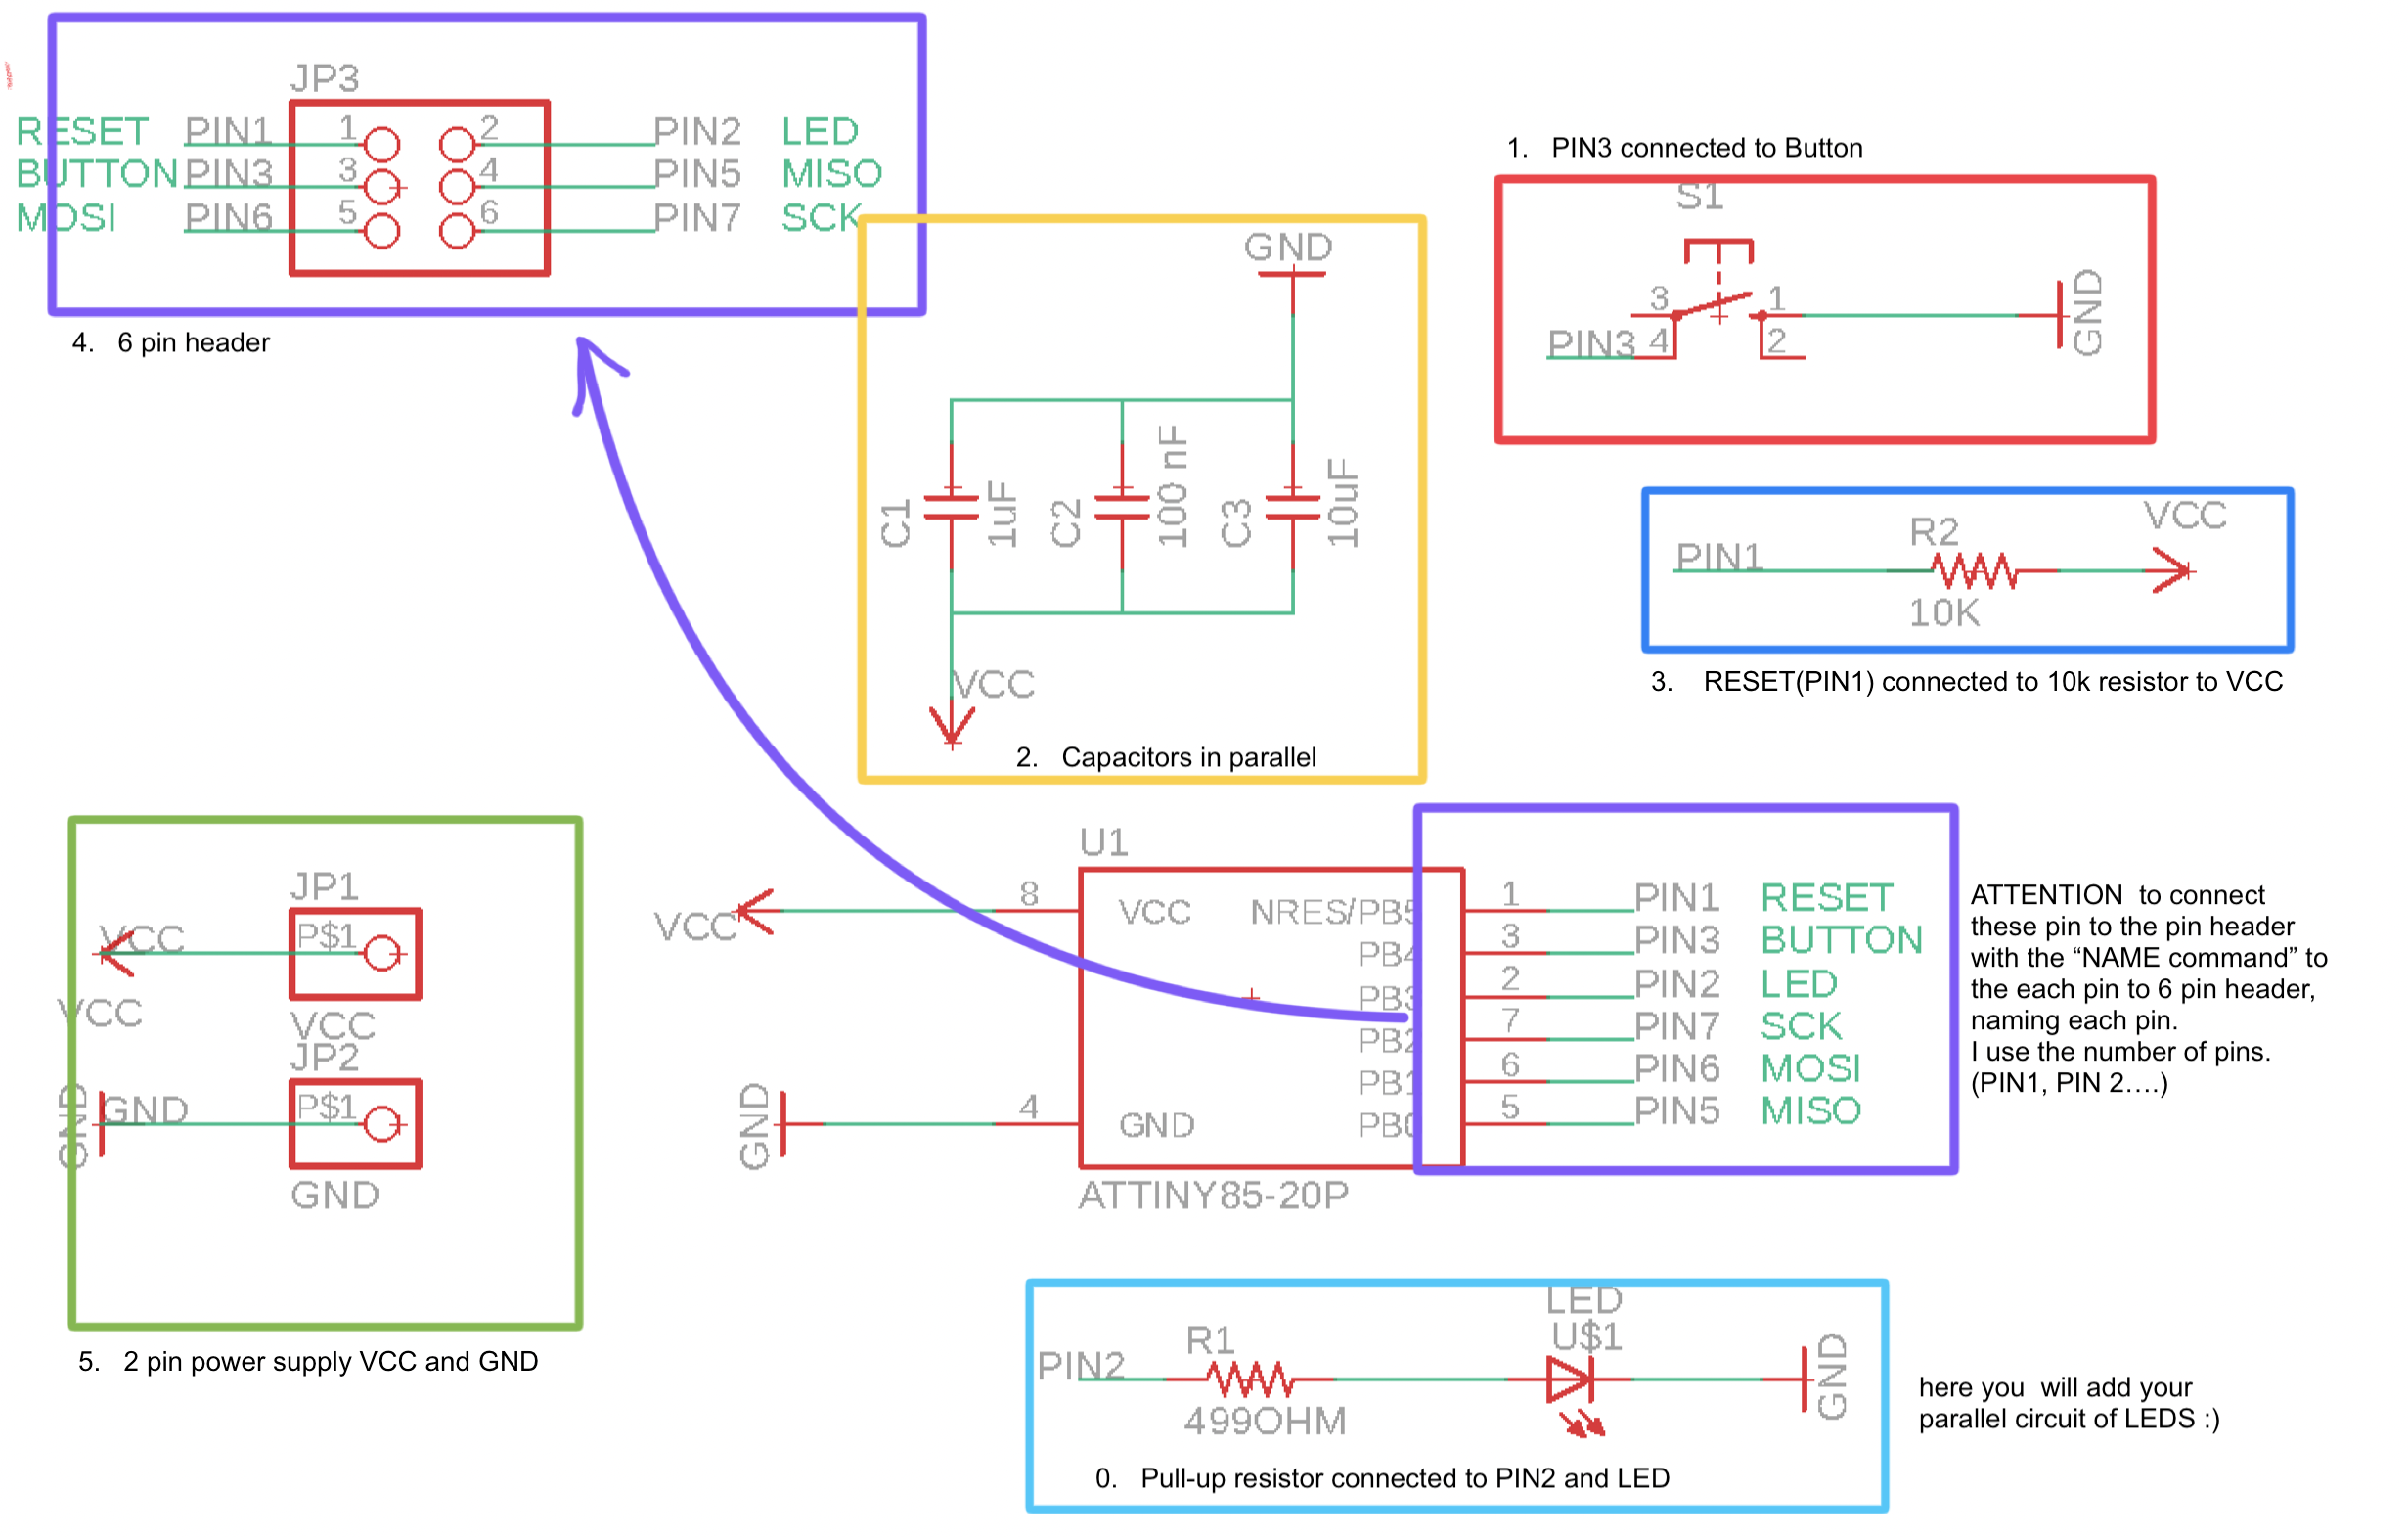 JP3
RESET PIN1 1 2 PIN2 LED
BUTTON PIN3 3 4 PIN5 MISO
MOSI PIN6 5 6 PIN7 SCK
4. 6 pin header
1. PIN3 connected to Button
S1
3 1
PIN3 4 2
GND
GND
C1 1uF C2 100 nF C3 10uF
VCC
2. Capacitors in parallel
PIN1 R2 VCC
10K
3. RESET(PIN1) connected to 10k resistor to VCC
JP1
VCC P$1
VCC VCC
JP2
GND GND P$1
GND
5. 2 pin power supply VCC and GND
U1
VCC 8 VCC NRES/PB5 1 PIN1 RESET
PB4 3 PIN3 BUTTON
PB3 2 PIN2 LED
PB2 7 PIN7 SCK
PB1 6 PIN6 MOSI
GND 4 GND PB0 5 PIN5 MISO
ATTINY85-20P
ATTENTION to connect
these pin to the pin header
with the “NAME command” to
the each pin to 6 pin header,
naming each pin.
I use the number of pins.
(PIN1, PIN 2....)
LED
PIN2 R1 U$1 GND
499OHM
0. Pull-up resistor connected to PIN2 and LED
here you will add your
parallel circuit of LEDS :)